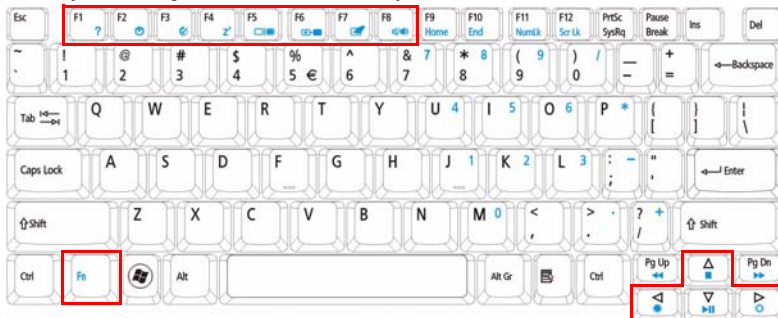 Esc F1 ? F2 F3 F4 zᶻ F5 F6 F7 F8 F9 Home F10 End F11 NumLk F12 Scr Lk PrtSc SysRq Pause Break Ins Del
~ ` ! 1 @ 2 # 3 $ 4 % 5 € ^ 6 & 7 7 * 8 8 ( 9 9 ) 0 / _ - + = Backspace
Tab Q W E R T Y U 4 I 5 O 6 P * { [ } ] | \
Caps Lock A S D F G H J 1 K 2 L 3 : ; - " ' Enter
Shift Z X C V B N M 0 < , > . . ? / + Shift
Ctrl Fn Alt Alt Gr Ctrl Pg Up Pg Dn